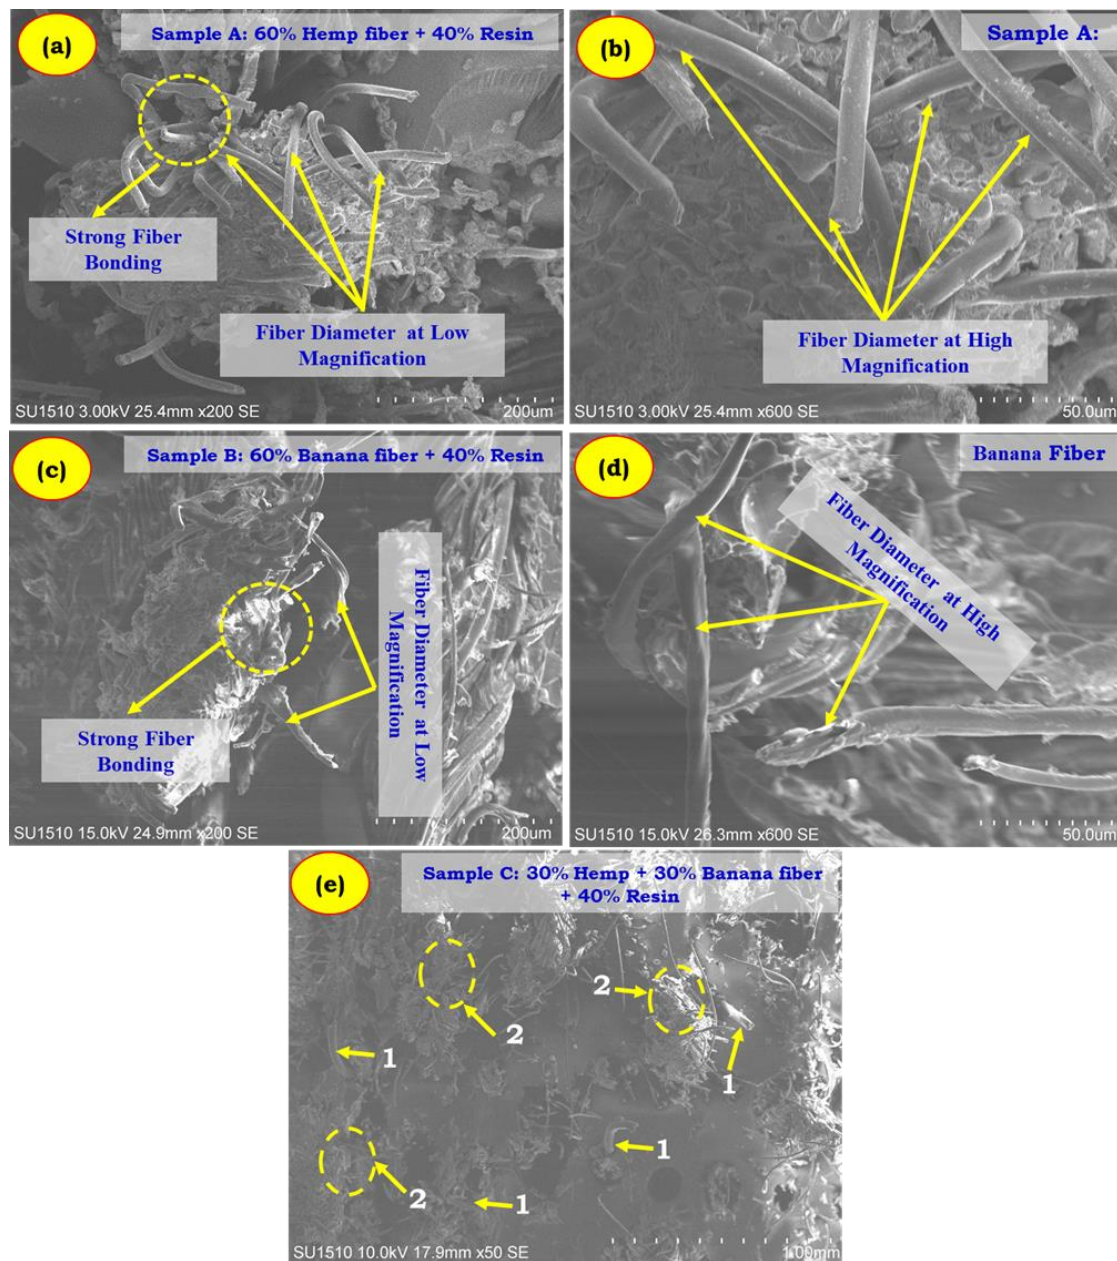 (a)
Sample A: 60% Hemp fiber + 40% Resin
Strong Fiber
Bonding
Fiber Diameter at Low
Magnification
SU1510 3.00kV 25.4mm x200 SE
200um
(b)
Sample A:
Fiber Diameter at High
Magnification
SU1510 3.00kV 25.4mm x600 SE
50.0um
(c)
Sample B: 60% Banana fiber + 40% Resin
Strong Fiber
Bonding
Fiber Diameter at Low
Magnification
SU1510 15.0kV 24.9mm x200 SE
200um
(d)
Banana Fiber
Fiber Diameter at High
Magnification
SU1510 15.0kV 26.3mm x600 SE
50.0um
(e)
Sample C: 30% Hemp + 30% Banana fiber
+ 40% Resin
2
2
1
1
1
2
1
SU1510 10.0kV 17.9mm x50 SE
1.00mm